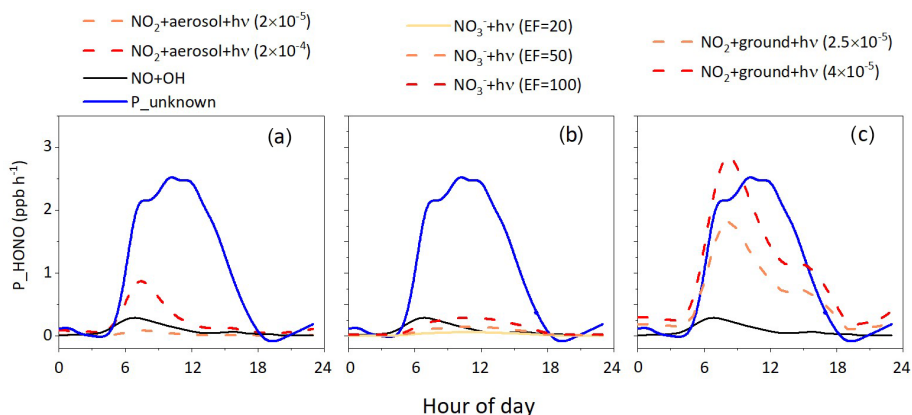 NO₂+aerosol+hν (2×10⁻⁵)
NO₂+aerosol+hν (2×10⁻⁴)
NO+OH
P_unknown
NO₃⁻+hν (EF=20)
NO₃⁻+hν (EF=50)
NO₃⁻+hν (EF=100)
NO₂+ground+hν (2.5×10⁻⁵)
NO₂+ground+hν (4×10⁻⁵)
(a)
(b)
(c)
P_HONO (ppb h⁻¹)
3
2
1
0
0 6 12 18 24
0 6 12 18 24
0 6 12 18 24
Hour of day